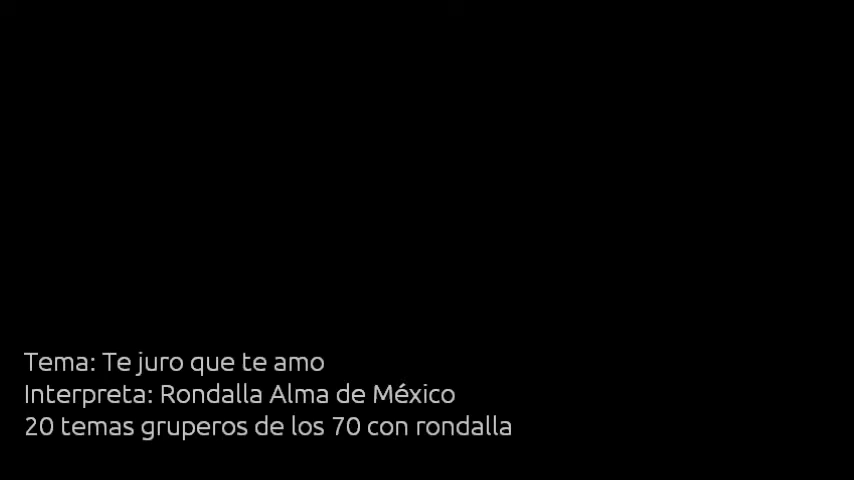 Tema: Te juro que te amo
Interpreta: Rondalla Alma de México
20 temas gruperos de los 70 con rondalla